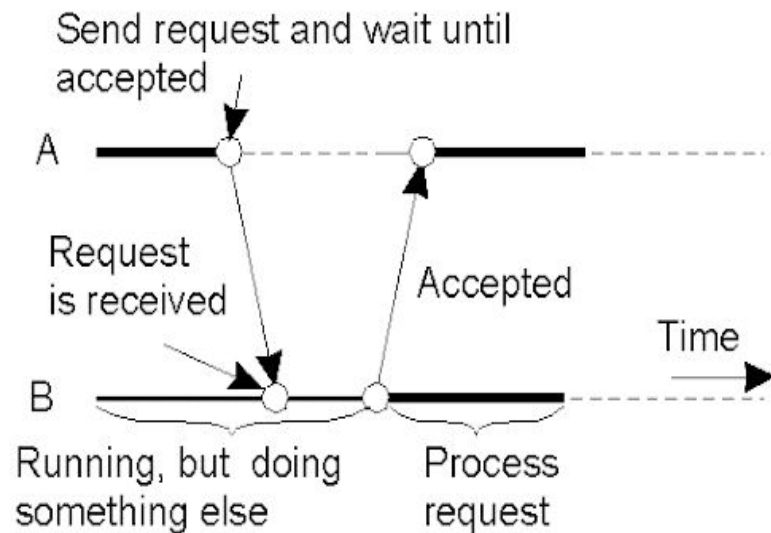 Send request and wait until
accepted
A
Request
is received
Accepted
Time
B
Running, but doing
something else
Process
request